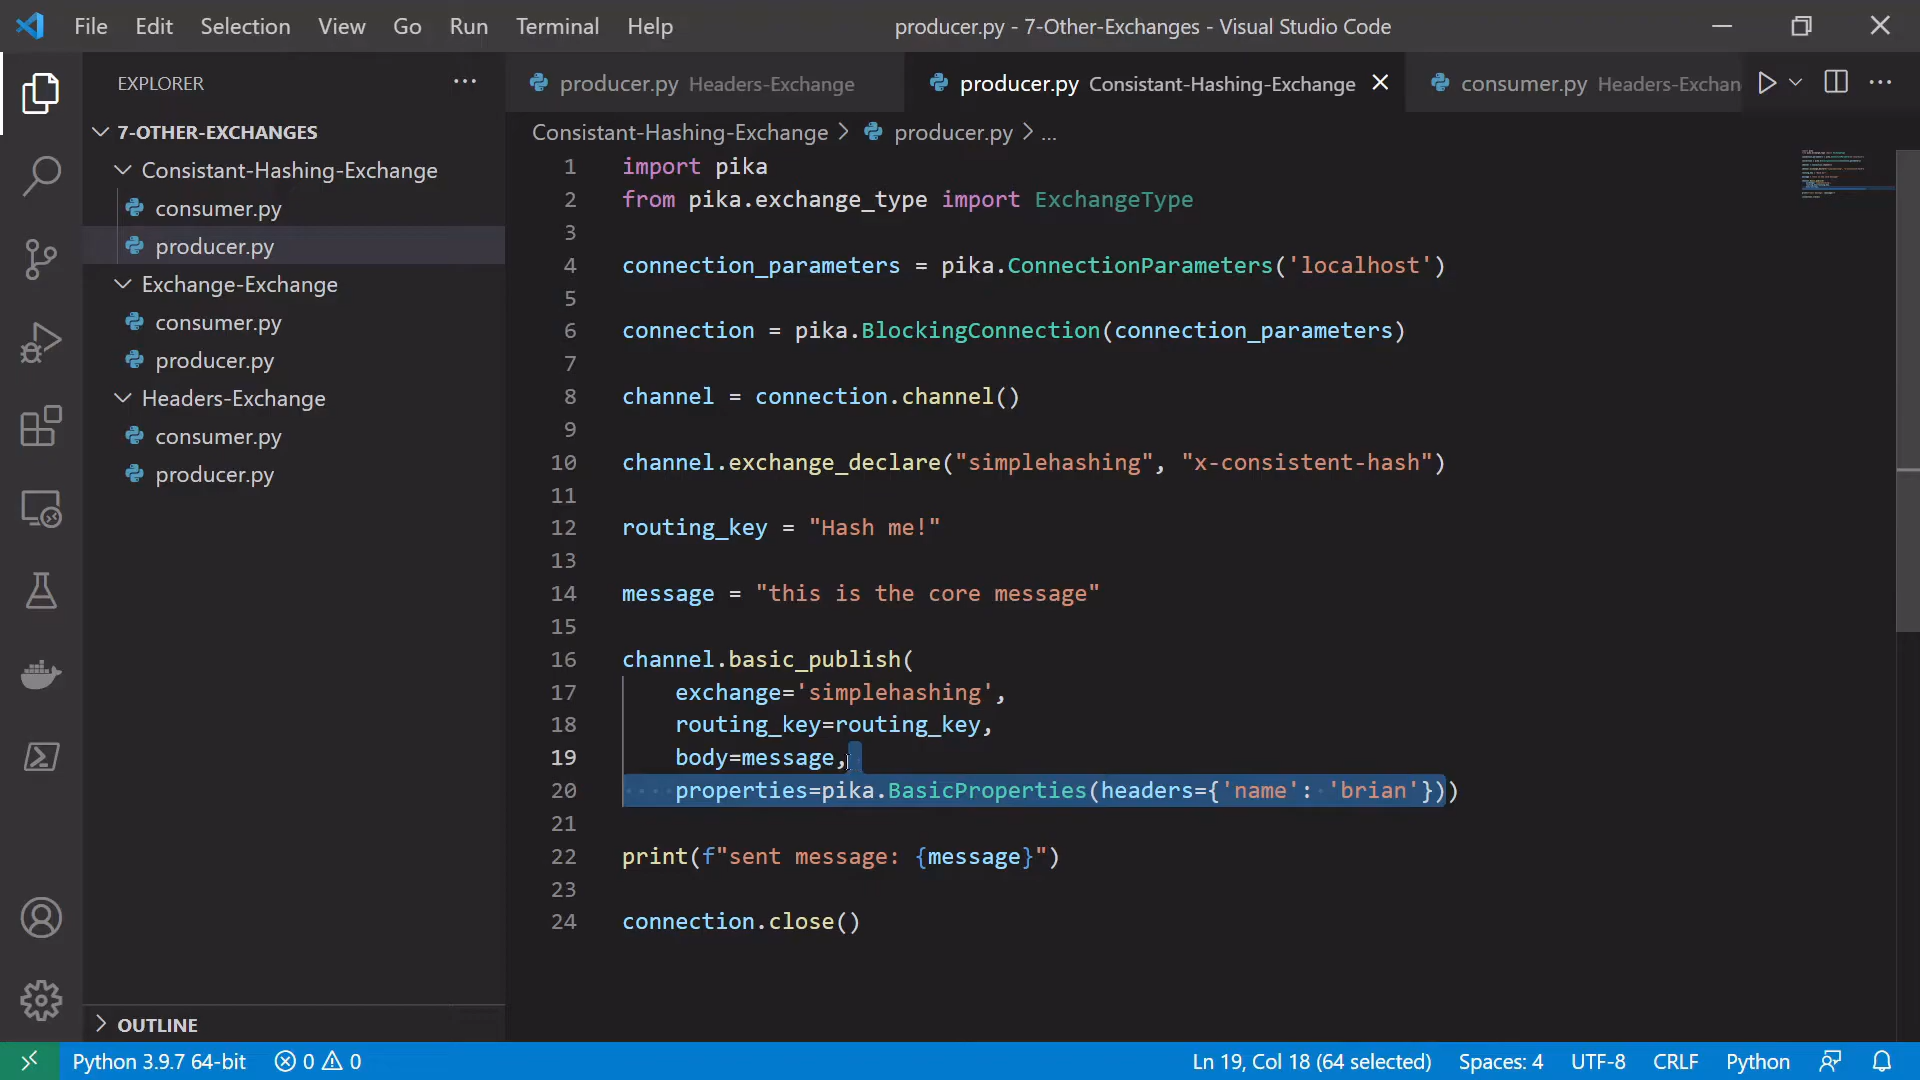 File Edit Selection View Go Run Terminal Help producer.py - 7-Other-Exchanges - Visual Studio Code
EXPLORER
7-OTHER-EXCHANGES
Consistant-Hashing-Exchange
consumer.py
producer.py
Exchange-Exchange
consumer.py
producer.py
Headers-Exchange
consumer.py
producer.py
OUTLINE
producer.py Headers-Exchange producer.py Consistant-Hashing-Exchange consumer.py Headers-Exchan
Consistant-Hashing-Exchange > producer.py > ...
1 import pika
2 from pika.exchange_type import ExchangeType
3
4 connection_parameters = pika.ConnectionParameters('localhost')
5
6 connection = pika.BlockingConnection(connection_parameters)
7
8 channel = connection.channel()
9
10 channel.exchange_declare("simplehashing", "x-consistent-hash")
11
12 routing_key = "Hash me!"
13
14 message = "this is the core message"
15
16 channel.basic_publish(
17 exchange='simplehashing',
18 routing_key=routing_key,
19 body=message,
20 properties=pika.BasicProperties(headers={'name': 'brian'}))
21
22 print(f"sent message: {message}")
23
24 connection.close()
Python 3.9.7 64-bit 0 0 Ln 19, Col 18 (64 selected) Spaces: 4 UTF-8 CRLF Python